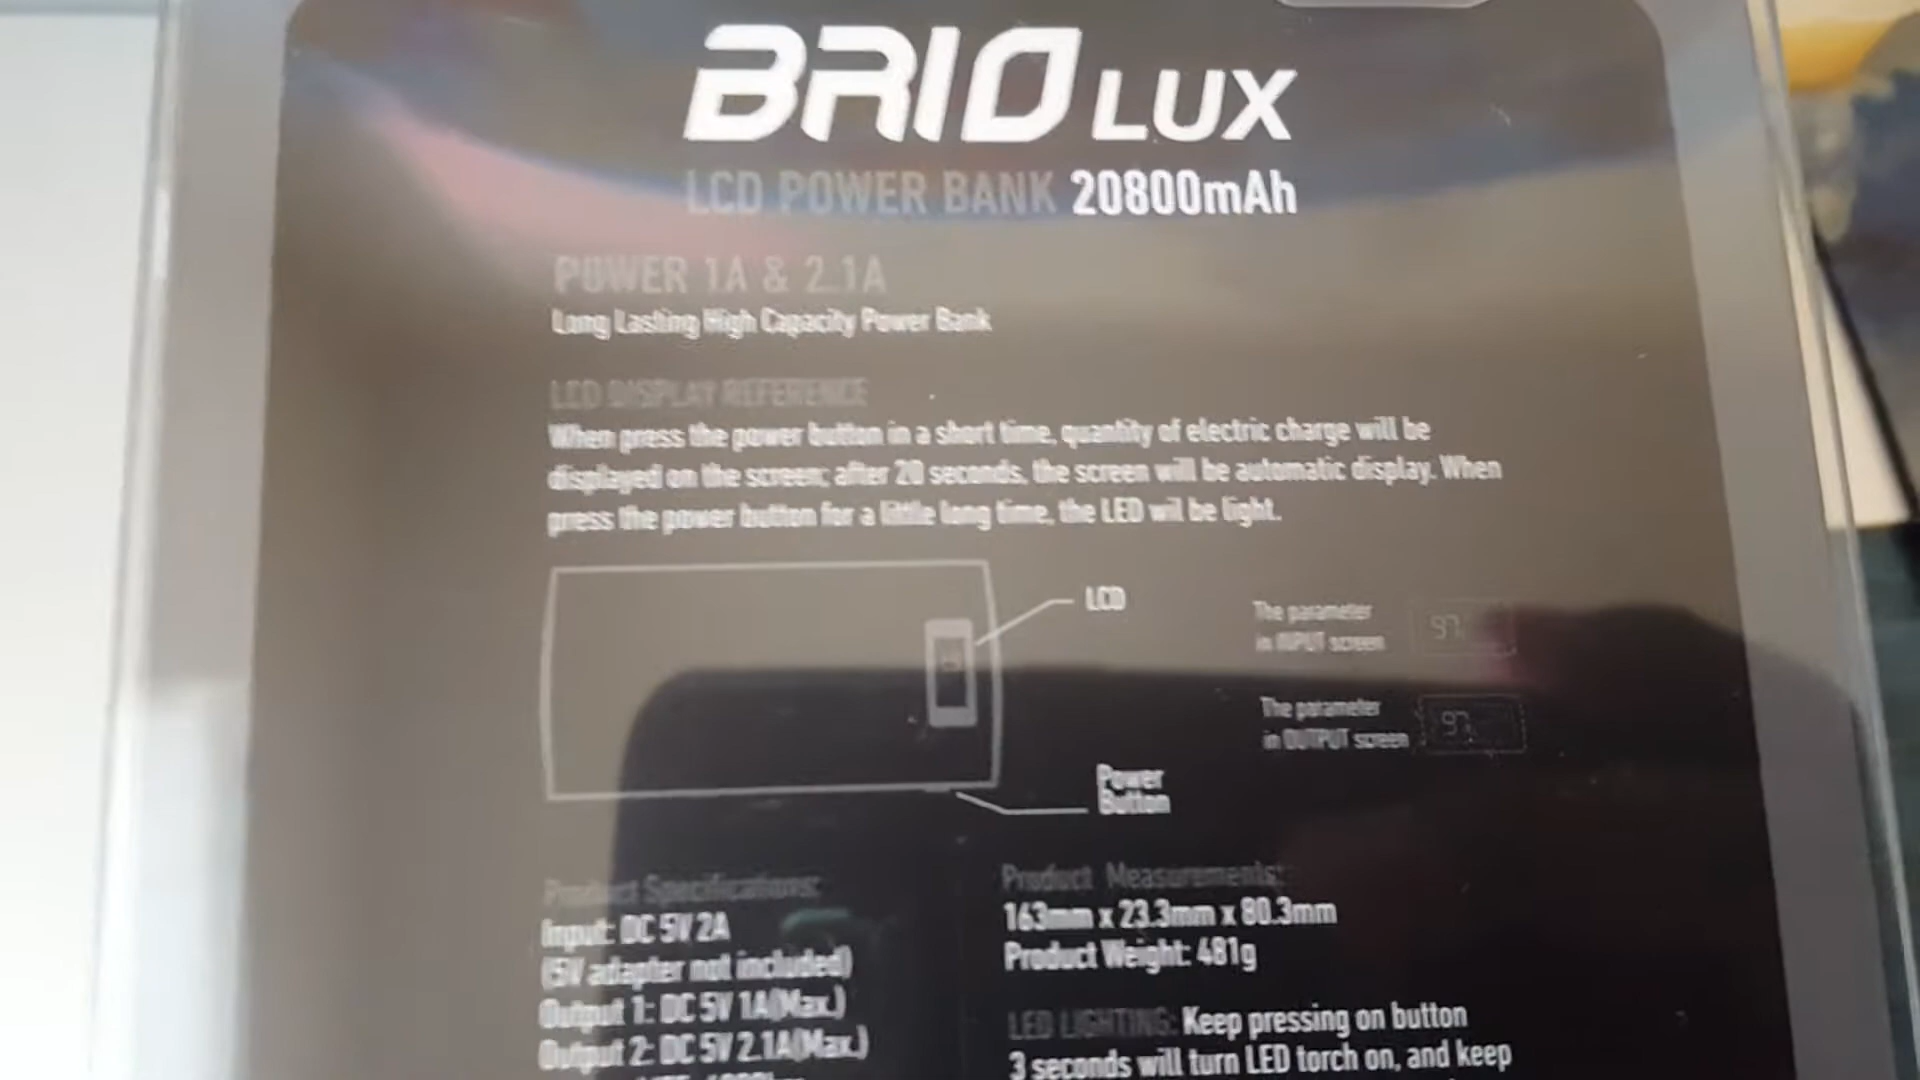 BRIO LUX
LCD POWER BANK 20800mAh
POWER 1A & 2.1A
Long Lasting High Capacity Power Bank
LCD DISPLAY REFERENCE
When press the power button in a short time, quantity of electric charge will be
displayed on the screen; after 20 seconds, the screen will be automatic display. When
press the power button for a little long time, the LED wil be light.
LCD
The parameter
in INPUT screen
97
The parameter
in OUTPUT screen
97
Power
Button
Product Specifications:
Input: DC 5V 2A
(5V adapter not included)
Output 1: DC 5V 1A(Max.)
Output 2: DC 5V 2.1A(Max.)
Product Measurements:
163mm x 23.3mm x 80.3mm
Product Weight: 481g
LED LIGHTING: Keep pressing on button
3 seconds will turn LED torch on, and keep